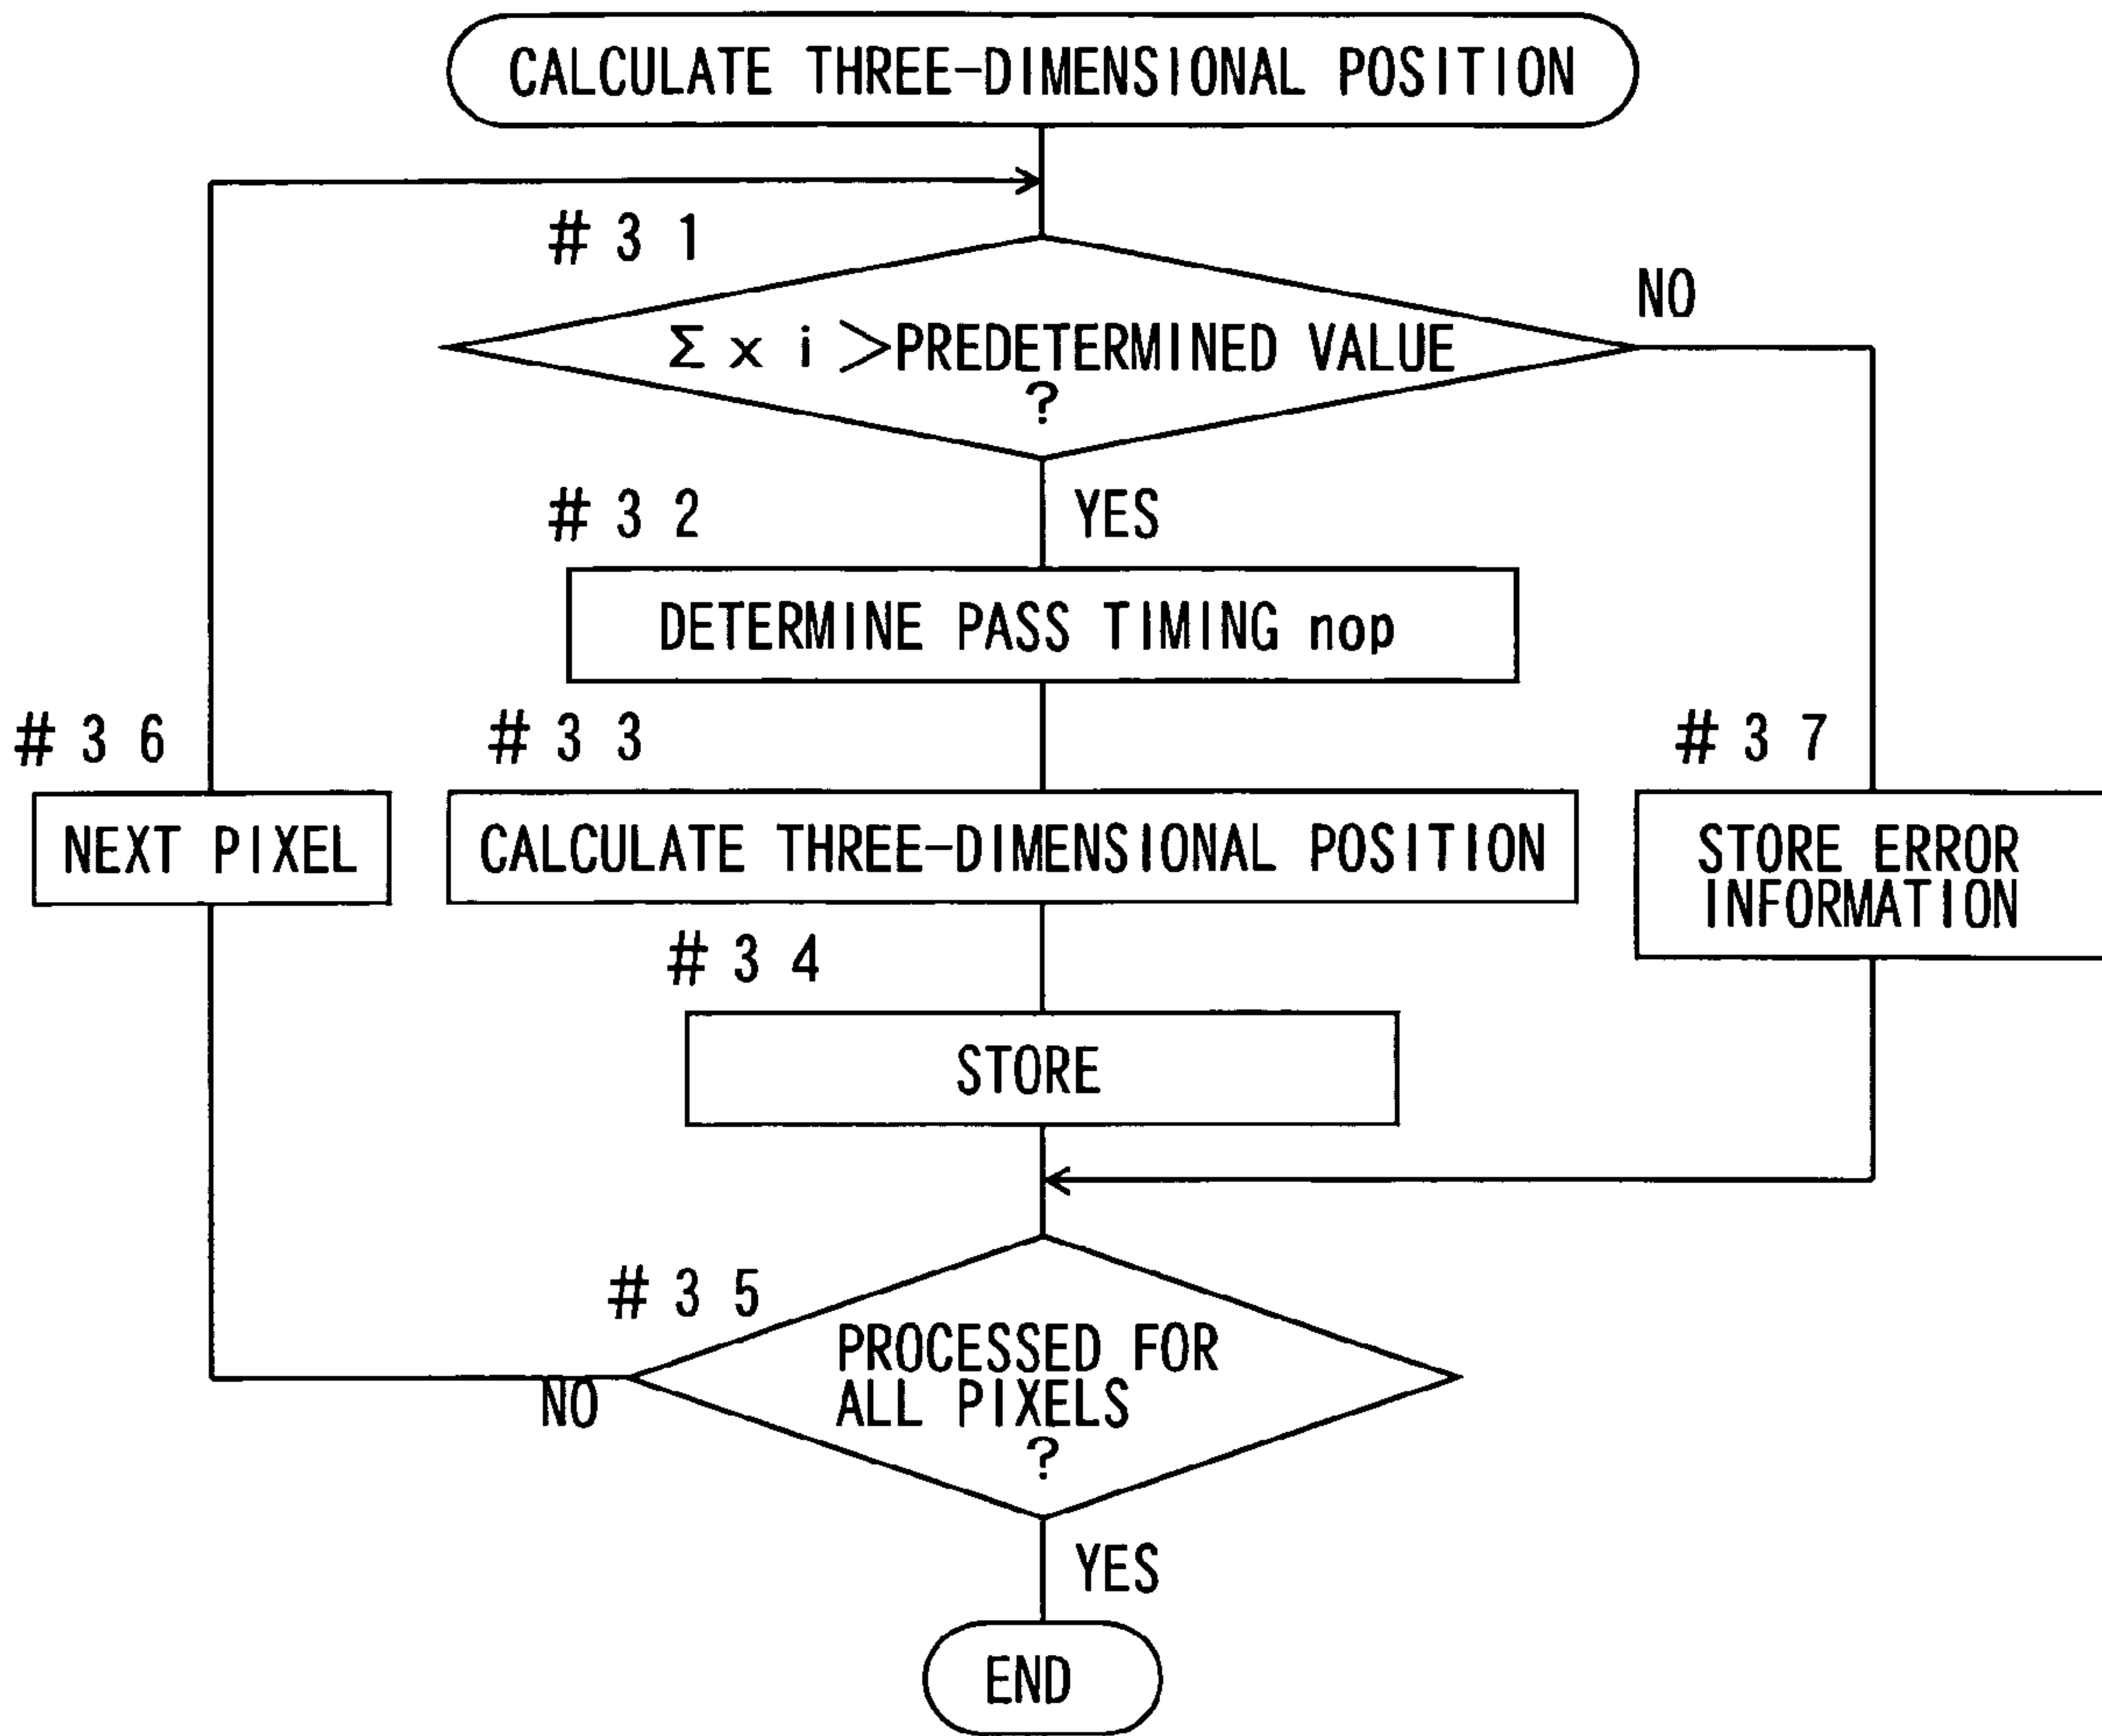 CALCULATE THREE-DIMENSIONAL POSITION
#31
NO
Σxi>PREDETERMINED VALUE
?
#32
YES
DETERMINE PASS TIMING nop
#36
#33
#37
NEXT PIXEL
CALCULATE THREE-DIMENSIONAL POSITION
STORE ERROR
INFORMATION
#34
STORE
#35
PROCESSED FOR
ALL PIXELS
?
NO
YES
END